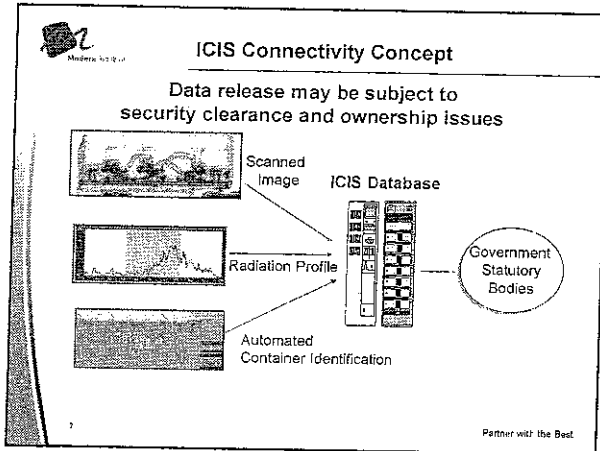 ICIS Connectivity Concept
Data release may be subject to
security clearance and ownership issues
Scanned
Image
ICIS Database
Radiation Profile
Government
Statutory
Bodies
Automated
Container Identification
Partner with the Best